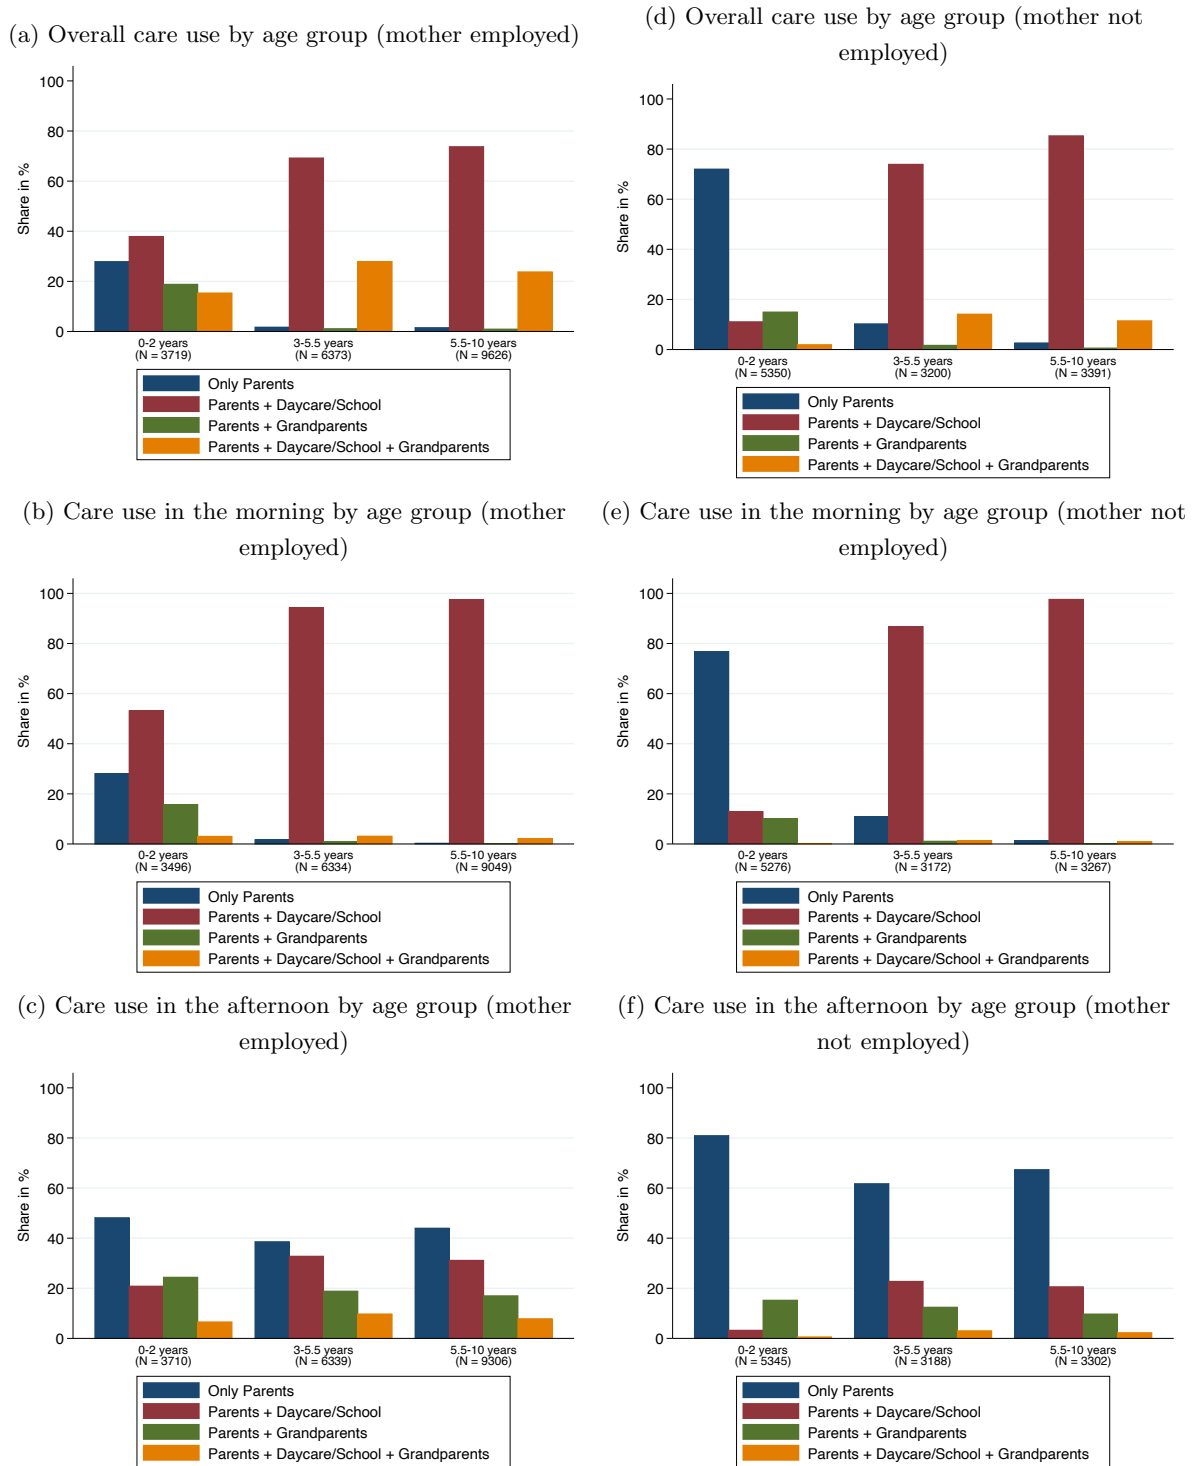 (a) Overall care use by age group (mother employed)
Share in %
100
80
60
40
20
0
0-2 years
(N = 3719)
3-5.5 years
(N = 6373)
5.5-10 years
(N = 9626)
Only Parents
Parents + Daycare/School
Parents + Grandparents
Parents + Daycare/School + Grandparents
(d) Overall care use by age group (mother not
employed)
Share in %
100
80
60
40
20
0
0-2 years
(N = 5350)
3-5.5 years
(N = 3200)
5.5-10 years
(N = 3391)
Only Parents
Parents + Daycare/School
Parents + Grandparents
Parents + Daycare/School + Grandparents
(b) Care use in the morning by age group (mother
employed)
Share in %
100
80
60
40
20
0
0-2 years
(N = 3496)
3-5.5 years
(N = 6334)
5.5-10 years
(N = 9049)
Only Parents
Parents + Daycare/School
Parents + Grandparents
Parents + Daycare/School + Grandparents
(e) Care use in the morning by age group (mother not
employed)
Share in %
100
80
60
40
20
0
0-2 years
(N = 5276)
3-5.5 years
(N = 3172)
5.5-10 years
(N = 3267)
Only Parents
Parents + Daycare/School
Parents + Grandparents
Parents + Daycare/School + Grandparents
(c) Care use in the afternoon by age group (mother
employed)
Share in %
100
80
60
40
20
0
0-2 years
(N = 3710)
3-5.5 years
(N = 6339)
5.5-10 years
(N = 9306)
Only Parents
Parents + Daycare/School
Parents + Grandparents
Parents + Daycare/School + Grandparents
(f) Care use in the afternoon by age group (mother
not employed)
Share in %
100
80
60
40
20
0
0-2 years
(N = 5345)
3-5.5 years
(N = 3188)
5.5-10 years
(N = 3302)
Only Parents
Parents + Daycare/School
Parents + Grandparents
Parents + Daycare/School + Grandparents